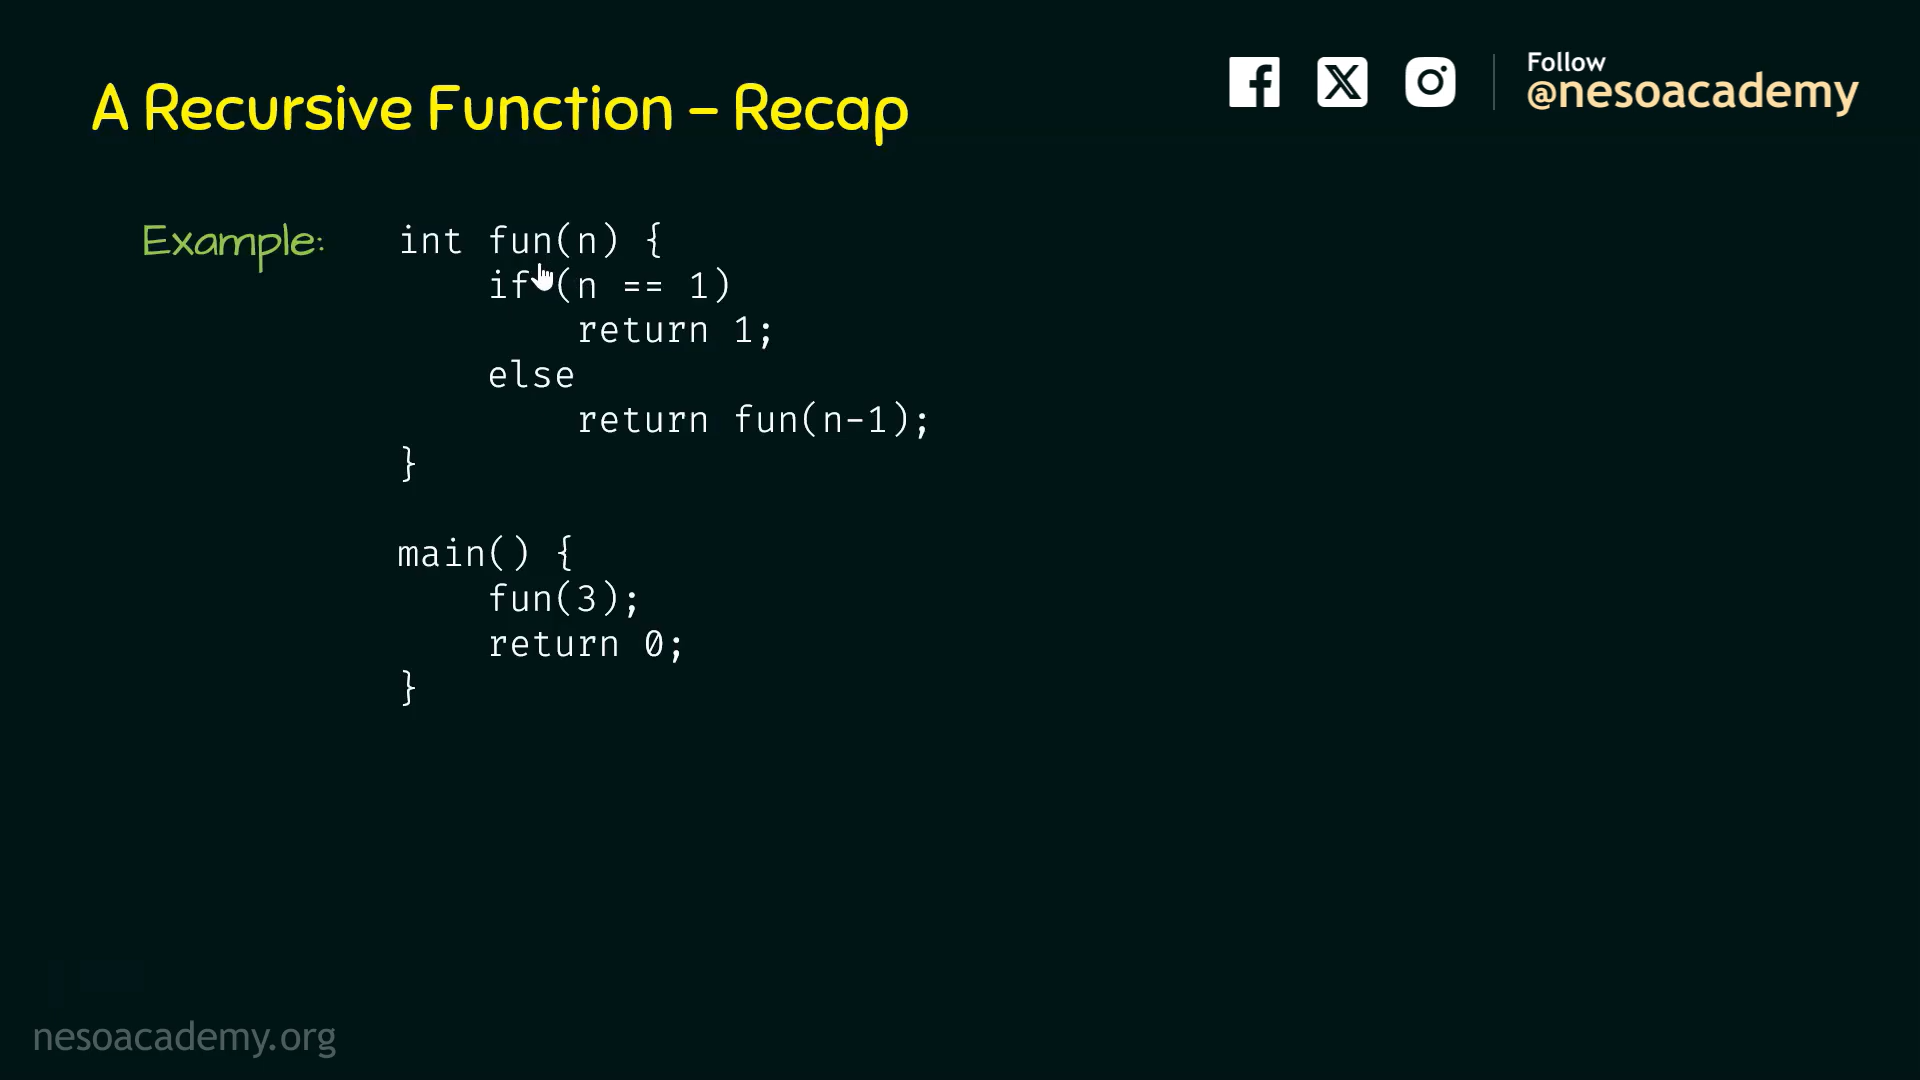 A Recursive Function – Recap
Follow
@nesoacademy
Example:
int fun(n) {
if (n == 1)
return 1;
else
return fun(n-1);
}
main() {
fun(3);
return 0;
}
nesoacademy.org